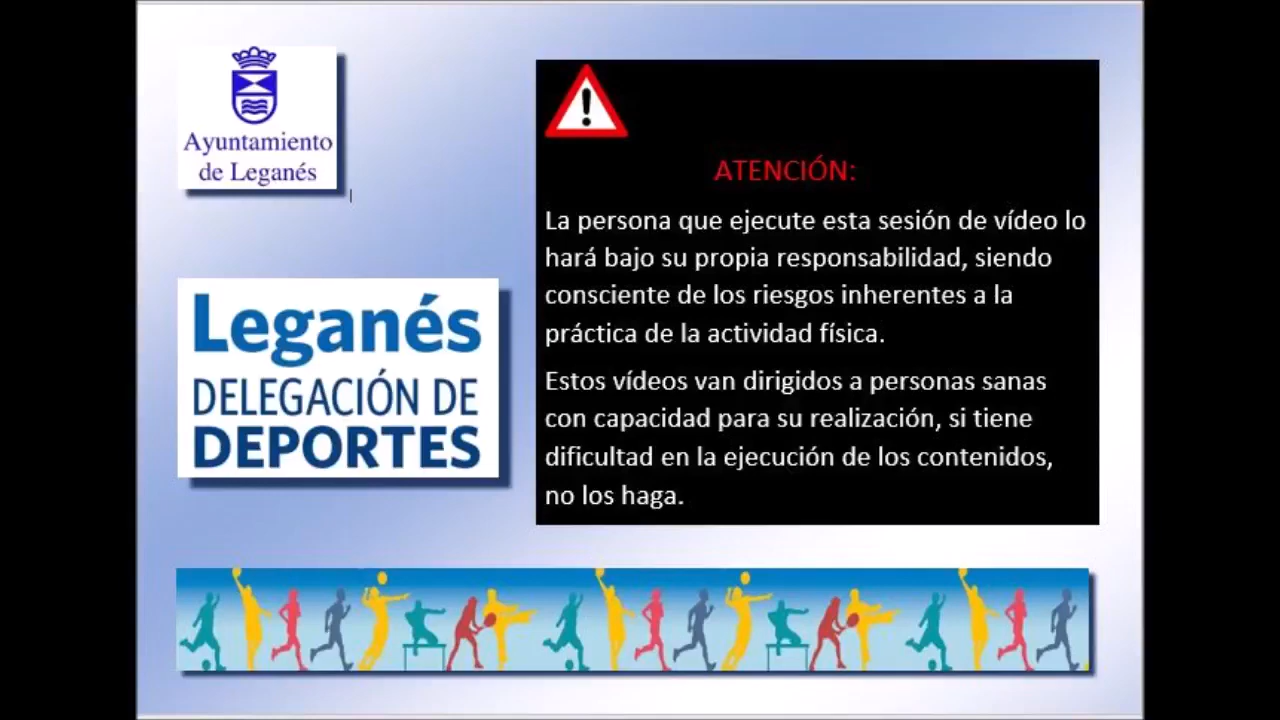 Ayuntamiento
de Leganés
Leganés
DELEGACIÓN DE
DEPORTES
ATENCIÓN:
La persona que ejecute esta sesión de vídeo lo
hará bajo su propia responsabilidad, siendo
consciente de los riesgos inherentes a la
práctica de la actividad física.
Estos vídeos van dirigidos a personas sanas
con capacidad para su realización, si tiene
dificultad en la ejecución de los contenidos,
no los haga.